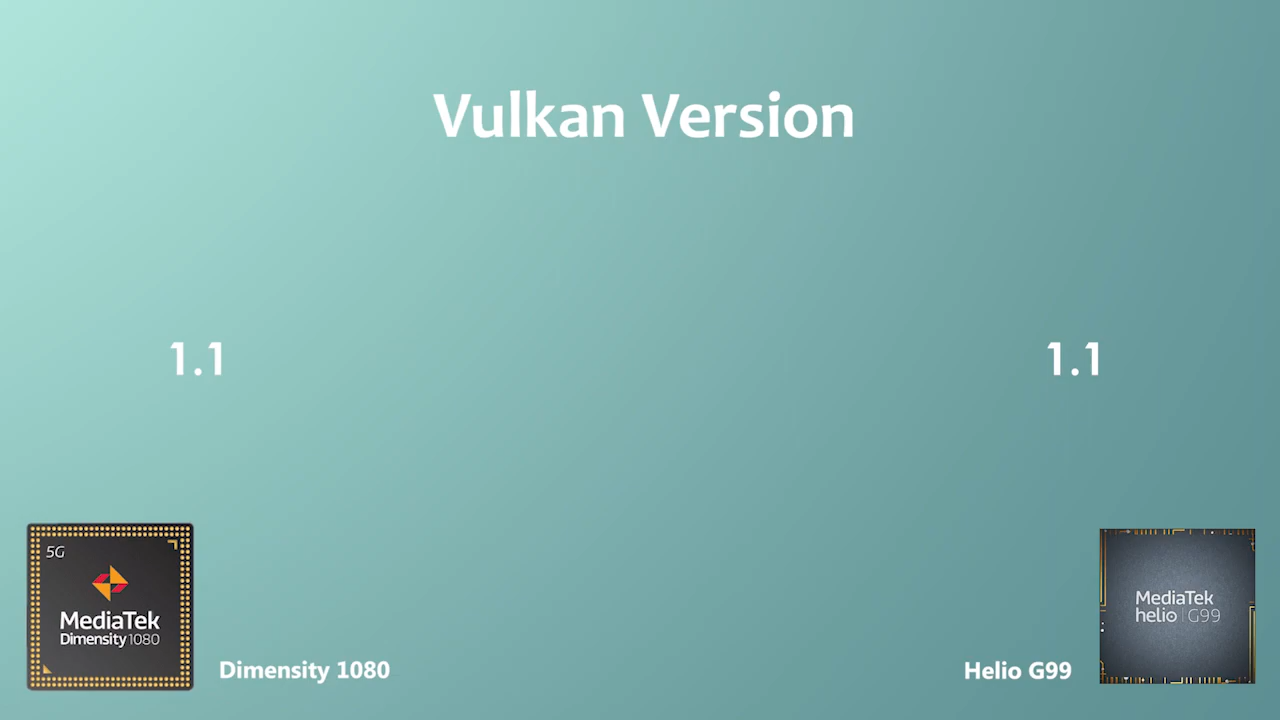 Vulkan Version
1.1
1.1
5G
MediaTek
Dimensity 1080
Dimensity 1080
Helio G99
MediaTek
helio | G99